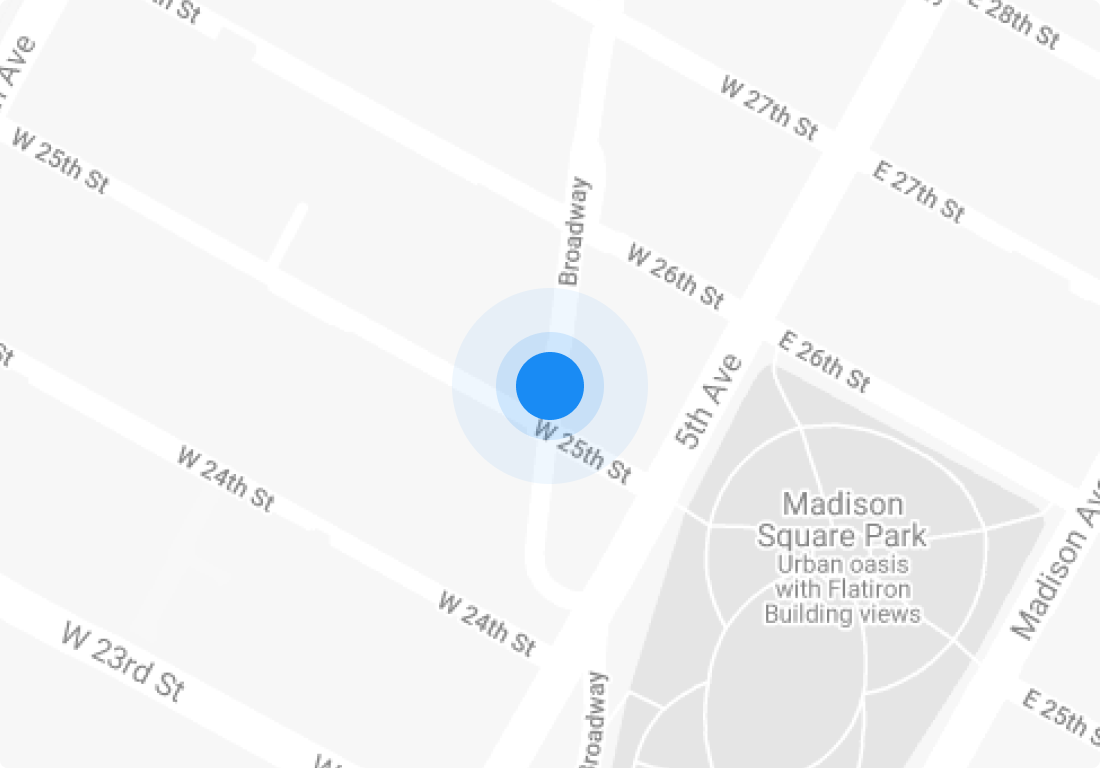 E 28th St
W 27th St
E 27th St
Ave
W 25th St
Broadway
W 26th St
E 26th St
5th Ave
St
W 25th St
W 24th St
Madison
Square Park
Urban oasis
with Flatiron
Building views
Madison Ave
W 24th St
W 23rd St
Broadway
E 25th St